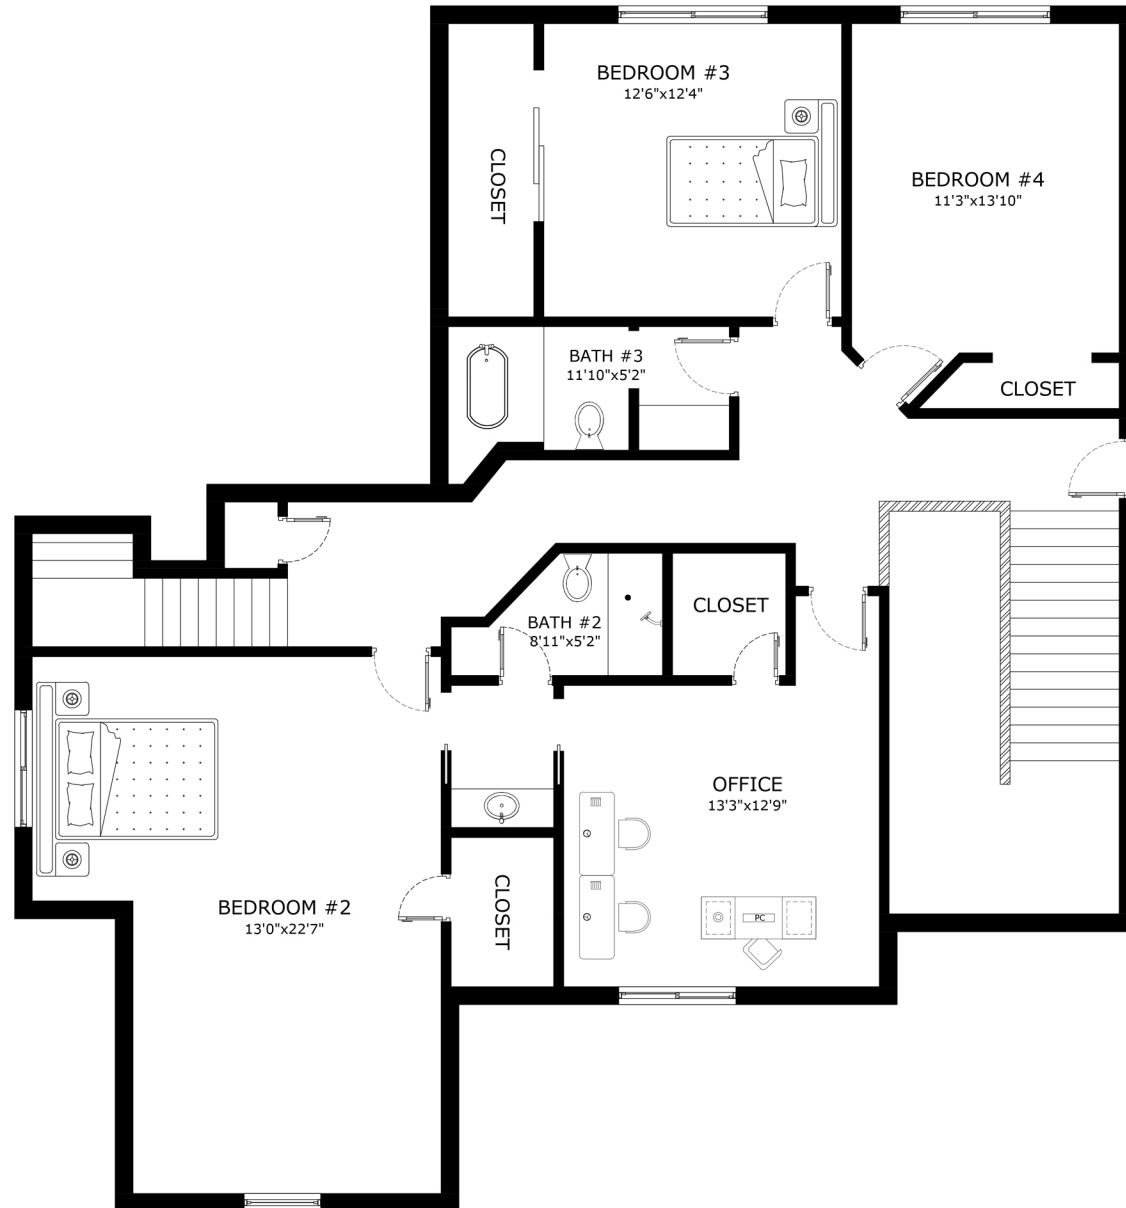 BEDROOM #3
12'6"x12'4"
CLOSET
BEDROOM #4
11'3"x13'10"
BATH #3
11'10"x5'2"
CLOSET
CLOSET
BATH #2
8'11"x5'2"
OFFICE
13'3"x12'9"
CLOSET
BEDROOM #2
13'0"x22'7"
PC